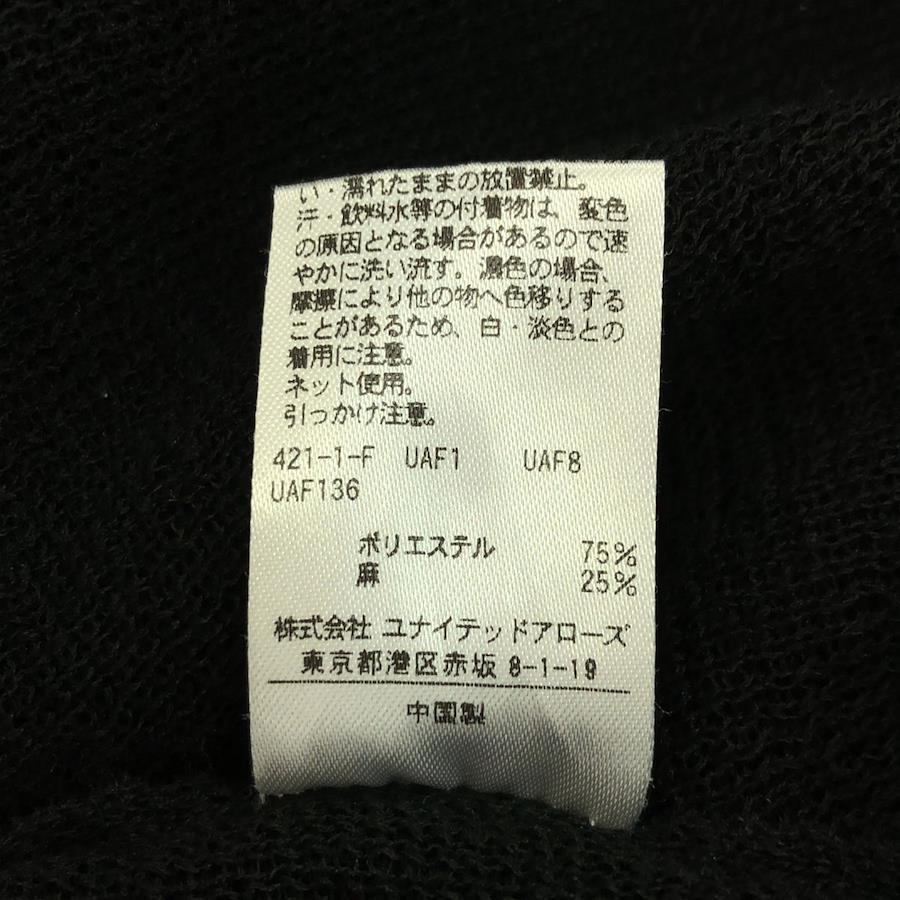 い・濡れたままの放置禁止。
汗・飲料水等の付着物は、変色
の原因となる場合があるので速
やかに洗い流す。濃色の場合、
摩擦により他の物へ色移りする
ことがあるため、白・淡色との
着用に注意。
ネット使用。
引っかけ注意。
421-1-F UAF1 UAF8
UAF136
ポリエステル 75%
麻 25%
株式会社 ユナイテッドアローズ
東京都港区赤坂 8-1-19
中国製